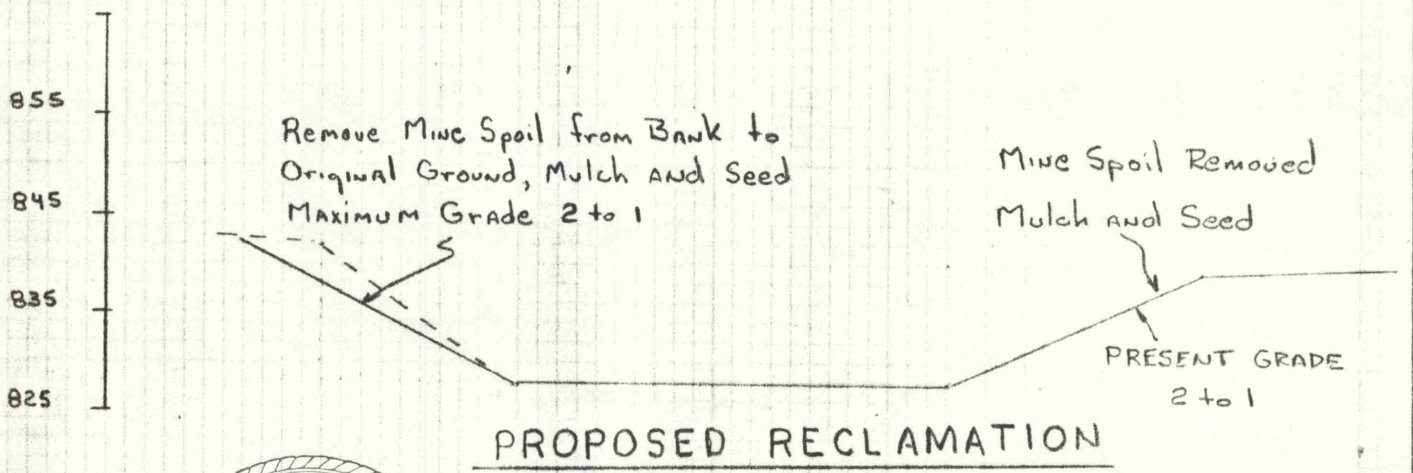 855
845
835
825
Remove Mine Spoil from Bank to
Original Ground, Mulch and Seed
Maximum Grade 2 to 1
Mine Spoil Removed
Mulch and Seed
PRESENT GRADE
2 to 1
PROPOSED RECLAMATION